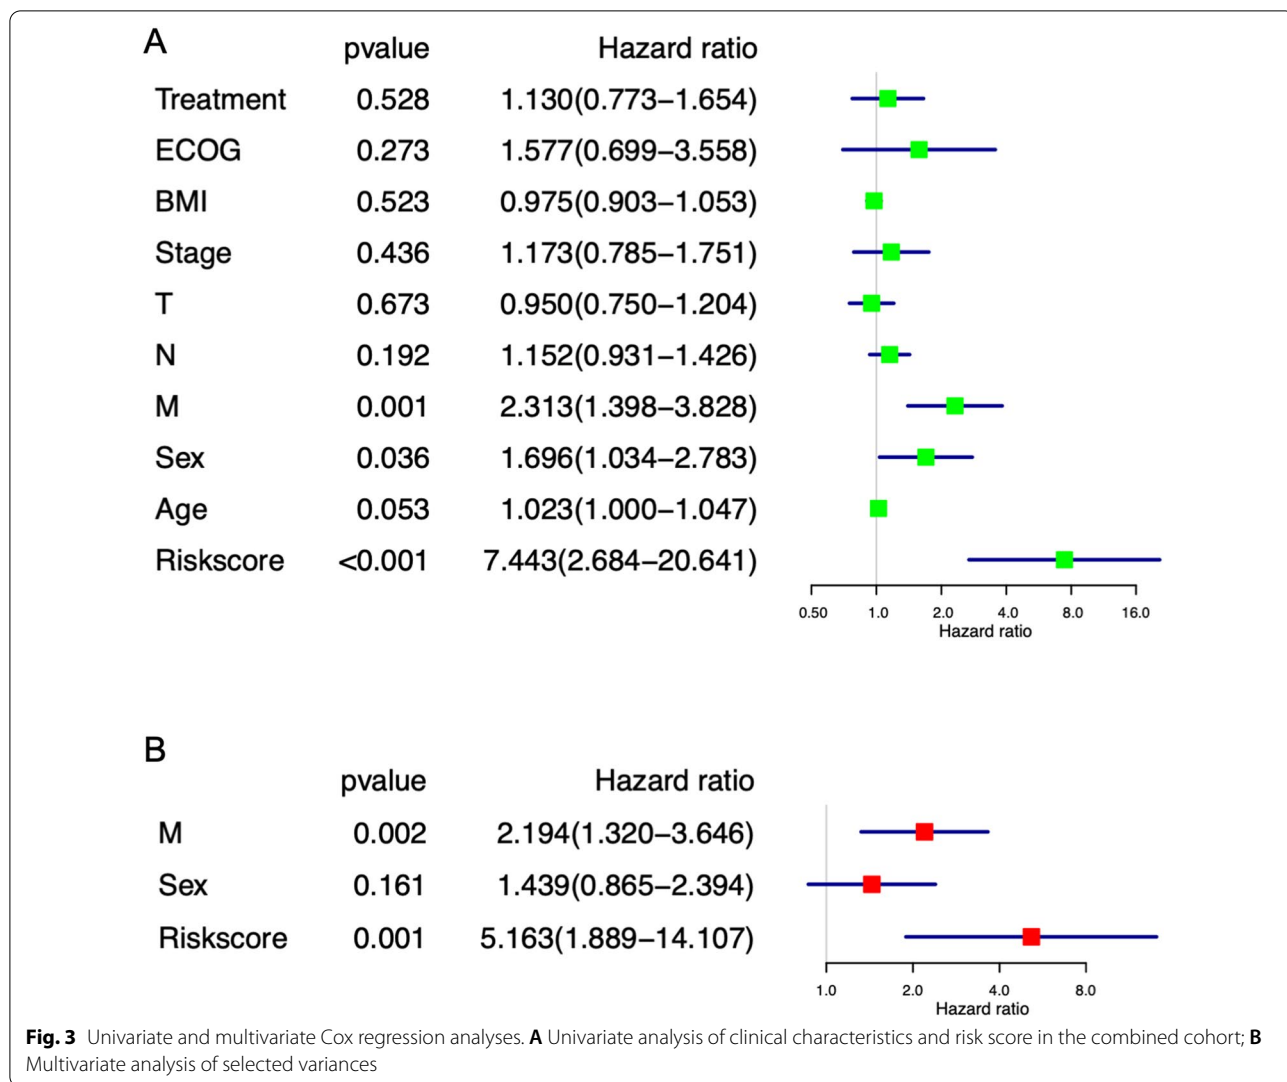 A
pvalue Hazard ratio
Treatment 0.528 1.130(0.773−1.654)
ECOG 0.273 1.577(0.699−3.558)
BMI 0.523 0.975(0.903−1.053)
Stage 0.436 1.173(0.785−1.751)
T 0.673 0.950(0.750−1.204)
N 0.192 1.152(0.931−1.426)
M 0.001 2.313(1.398−3.828)
Sex 0.036 1.696(1.034−2.783)
Age 0.053 1.023(1.000−1.047)
Riskscore <0.001 7.443(2.684−20.641)
0.50 1.0 2.0 4.0 8.0 16.0
Hazard ratio
B
pvalue Hazard ratio
M 0.002 2.194(1.320−3.646)
Sex 0.161 1.439(0.865−2.394)
Riskscore 0.001 5.163(1.889−14.107)
1.0 2.0 4.0 8.0
Hazard ratio
Fig. 3 Univariate and multivariate Cox regression analyses. A Univariate analysis of clinical characteristics and risk score in the combined cohort; B
Multivariate analysis of selected variances